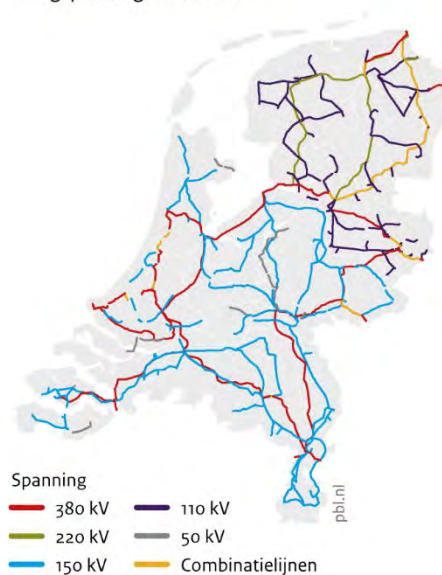 Spanning
380 kV
110 kV
220 kV
50 kV
150 kV
Combinatielijnen
pbl.nl